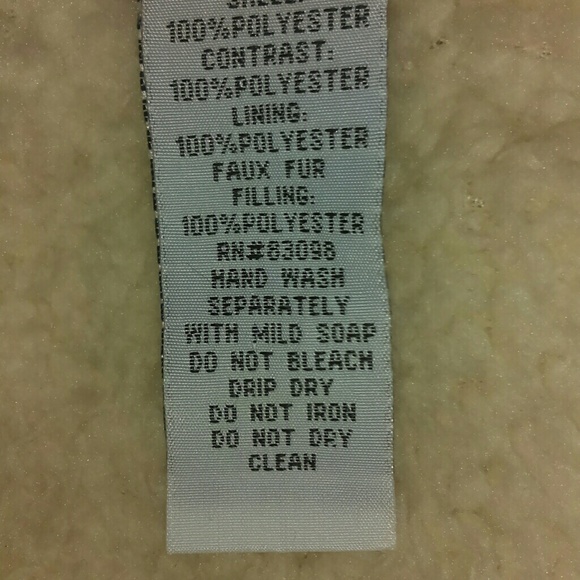 SHELL:
100%POLYESTER
CONTRAST:
100%POLYESTER
LINING:
100%POLYESTER
FAUX FUR
FILLING:
100%POLYESTER
RN#83098
HAND WASH
SEPARATELY
WITH MILD SOAP
DO NOT BLEACH
DRIP DRY
DO NOT IRON
DO NOT DRY
CLEAN